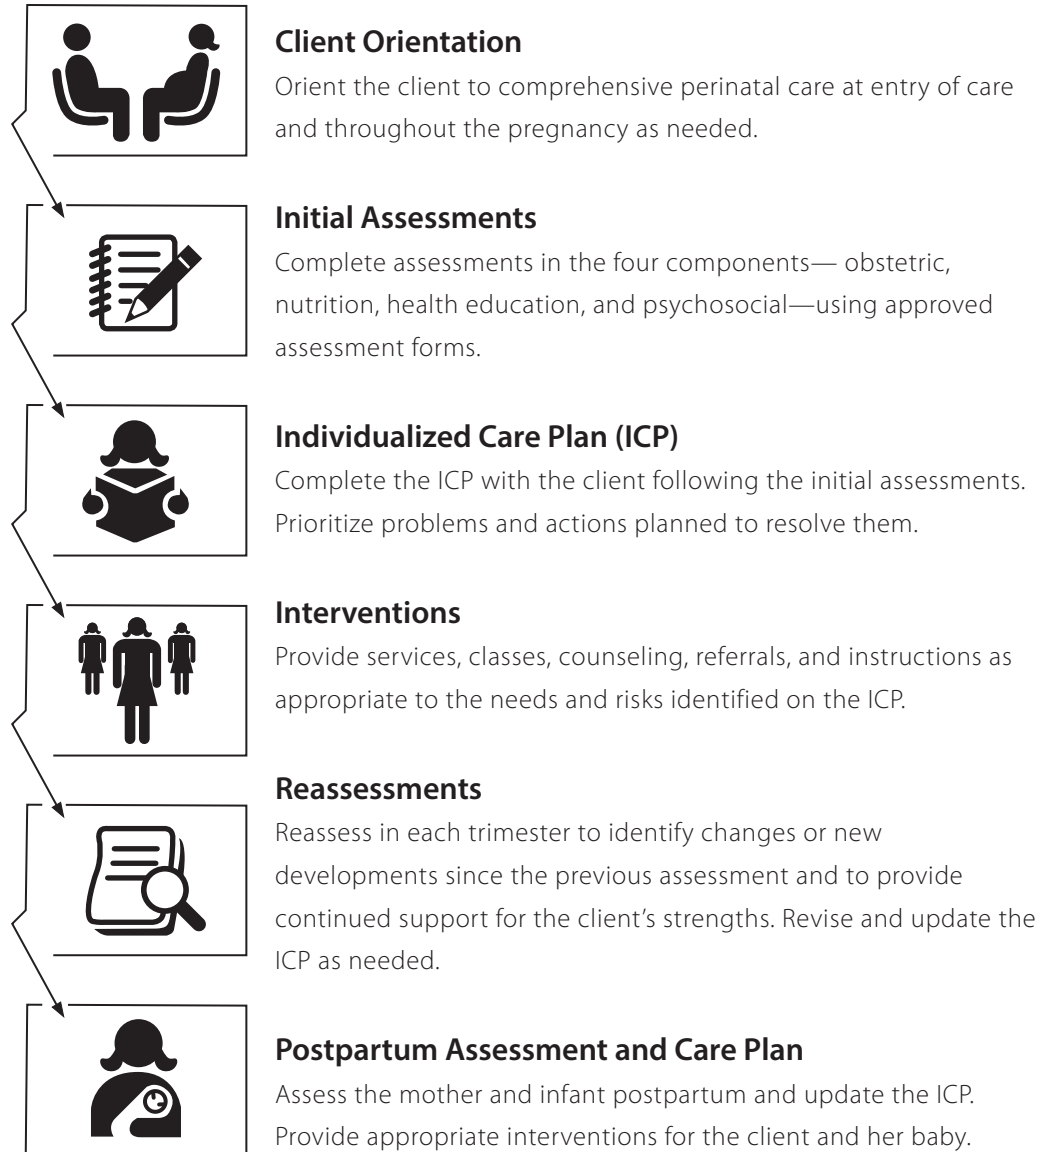 Client Orientation
Orient the client to comprehensive perinatal care at entry of care
and throughout the pregnancy as needed.
Initial Assessments
Complete assessments in the four components— obstetric,
nutrition, health education, and psychosocial—using approved
assessment forms.
Individualized Care Plan (ICP)
Complete the ICP with the client following the initial assessments.
Prioritize problems and actions planned to resolve them.
Interventions
Provide services, classes, counseling, referrals, and instructions as
appropriate to the needs and risks identified on the ICP.
Reassessments
Reassess in each trimester to identify changes or new
developments since the previous assessment and to provide
continued support for the client’s strengths. Revise and update the
ICP as needed.
Postpartum Assessment and Care Plan
Assess the mother and infant postpartum and update the ICP.
Provide appropriate interventions for the client and her baby.